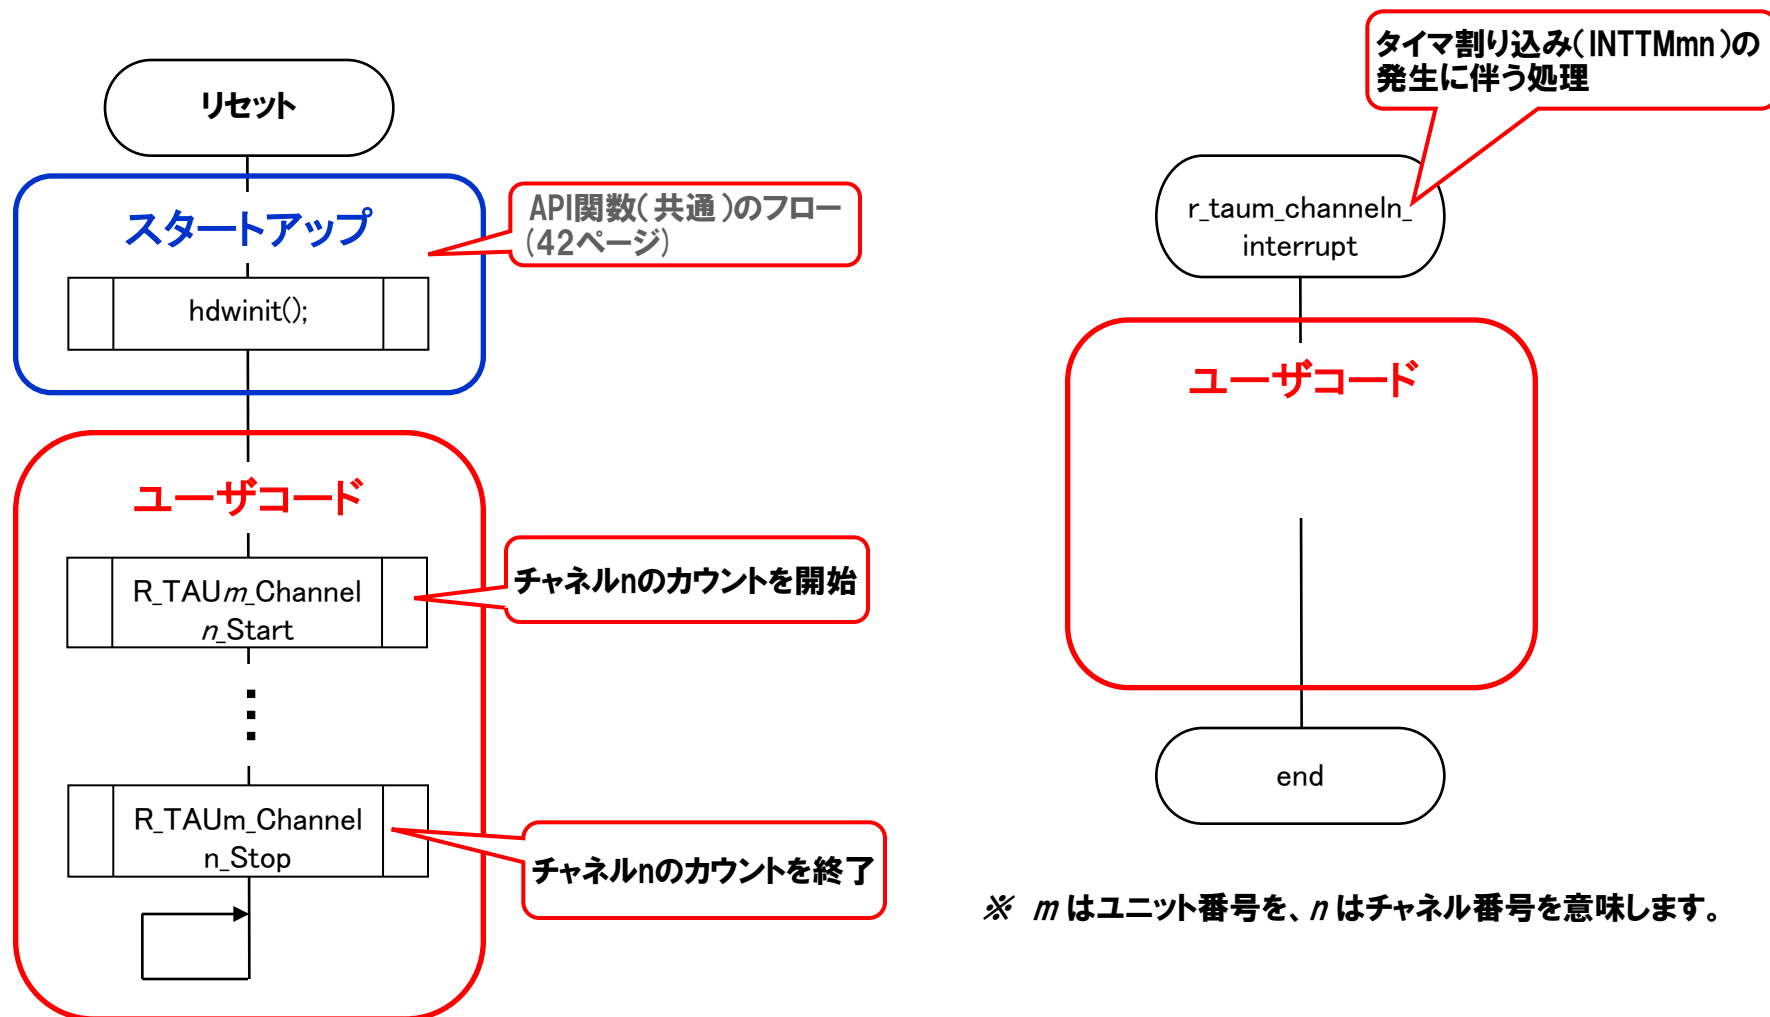 リセット
スタートアップ
hdwinit();
API関数(共通)のフロー
(42ページ)
ユーザコード
R_TAUm_Channel
n_Start
チャネルnのカウントを開始
R_TAUm_Channel
n_Stop
チャネルnのカウントを終了
タイマ割り込み(INTTMmn)の
発生に伴う処理
r_taum_channeln_
interrupt
ユーザコード
end
※ m はユニット番号を、n はチャネル番号を意味します。